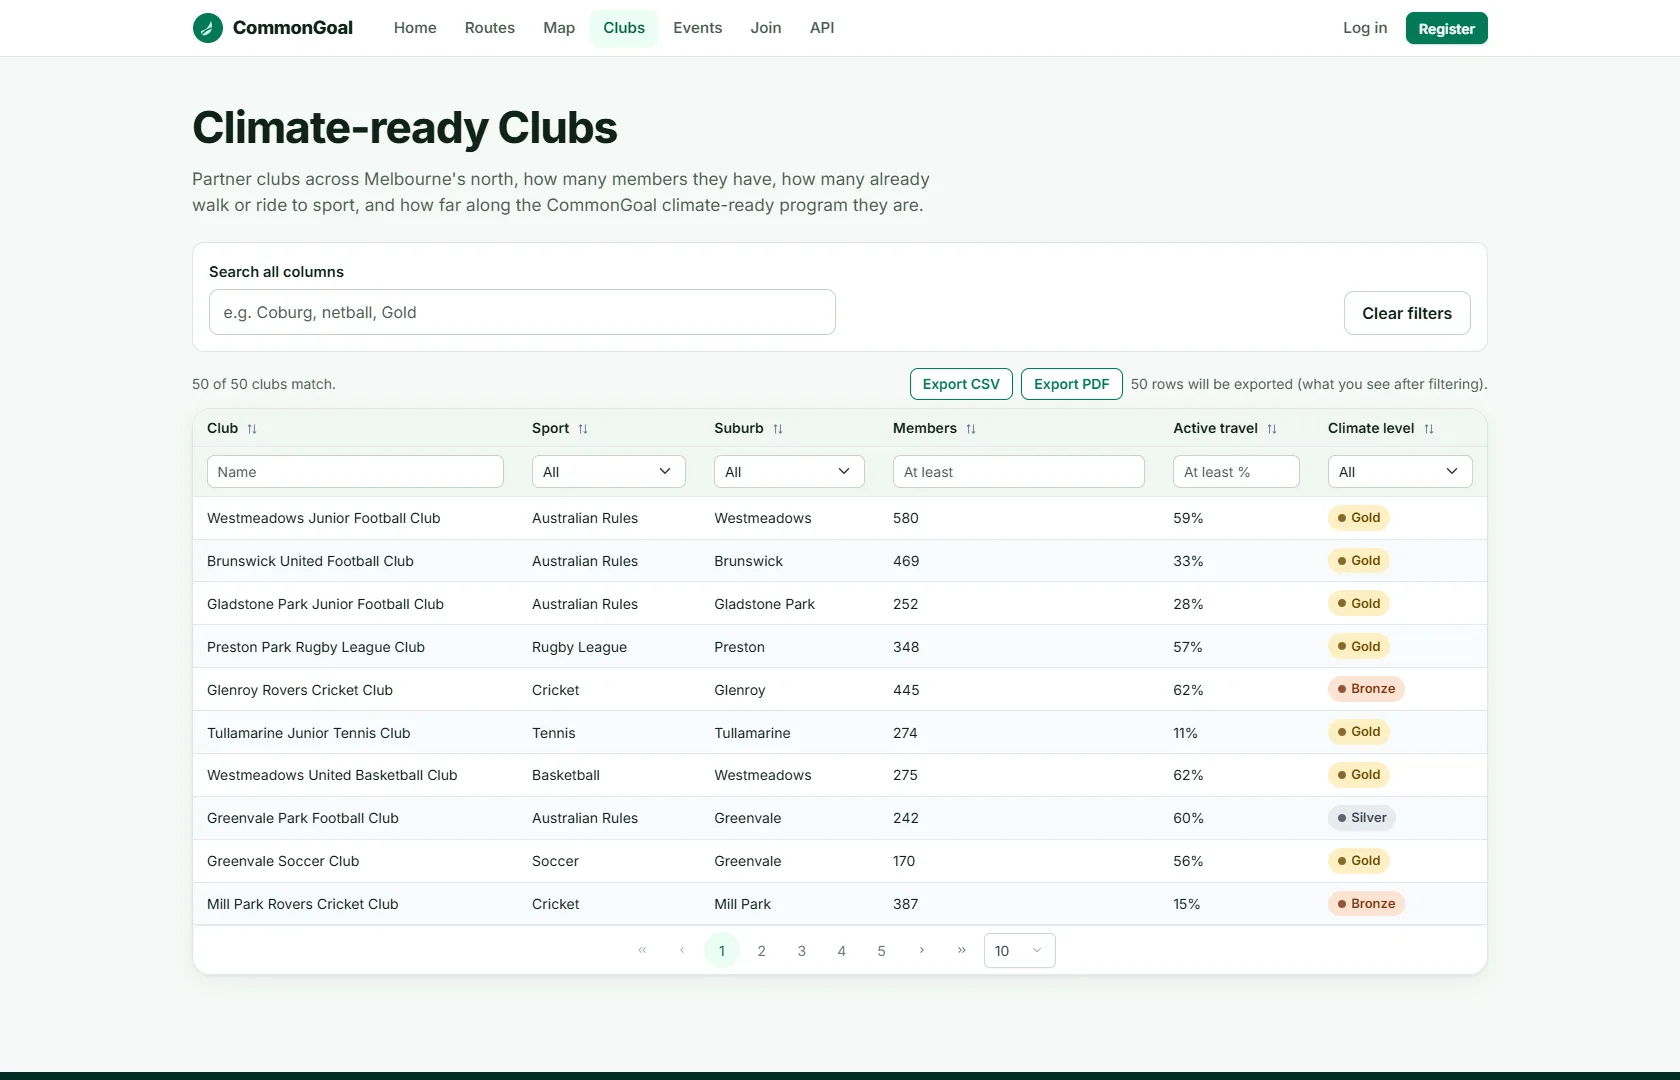 CommonGoal Home Routes Map Clubs Events Join API Log in Register
Climate-ready Clubs
Partner clubs across Melbourne's north, how many members they have, how many already
walk or ride to sport, and how far along the CommonGoal climate-ready program they are.
Search all columns
e.g. Coburg, netball, Gold
Clear filters
50 of 50 clubs match. Export CSV Export PDF 50 rows will be exported (what you see after filtering).
Club Sport Suburb Members Active travel Climate level
Name All All At least At least % All
Westmeadows Junior Football Club Australian Rules Westmeadows 580 59% Gold
Brunswick United Football Club Australian Rules Brunswick 469 33% Gold
Gladstone Park Junior Football Club Australian Rules Gladstone Park 252 28% Gold
Preston Park Rugby League Club Rugby League Preston 348 57% Gold
Glenroy Rovers Cricket Club Cricket Glenroy 445 62% Bronze
Tullamarine Junior Tennis Club Tennis Tullamarine 274 11% Gold
Westmeadows United Basketball Club Basketball Westmeadows 275 62% Gold
Greenvale Park Football Club Australian Rules Greenvale 242 60% Silver
Greenvale Soccer Club Soccer Greenvale 170 56% Gold
Mill Park Rovers Cricket Club Cricket Mill Park 387 15% Bronze
« ‹ 1 2 3 4 5 › » 10